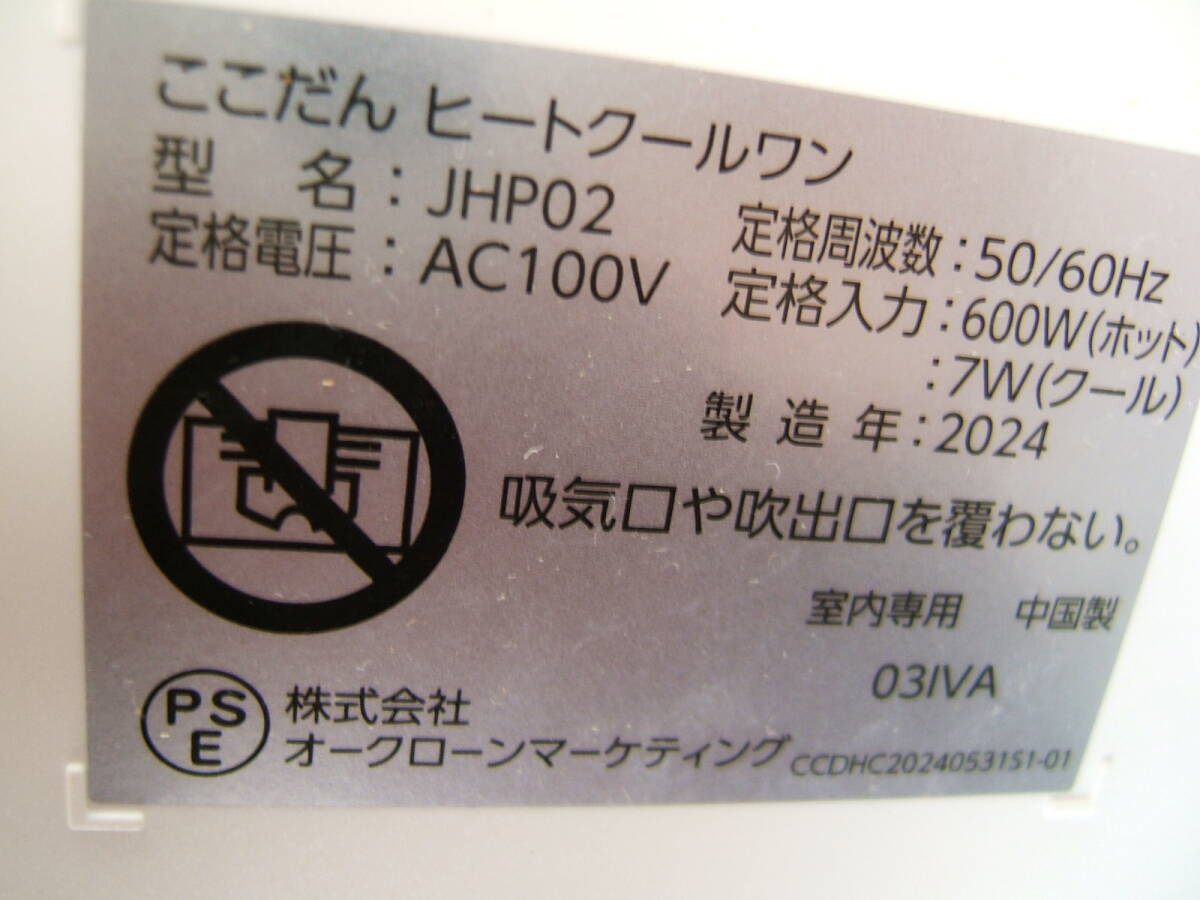 ここだん ヒートクールワン
型 名 : JHP02
定格周波数 : 50/60Hz
定格電圧 : AC100V
定格入力 : 600W(ホット)
: 7W(クール)
製 造 年 : 2024
吸気口や吹出口を覆わない。
室内専用 中国製
03IVA
PS
E
株式会社
オークローンマーケティング
CCDHC2024053151-01